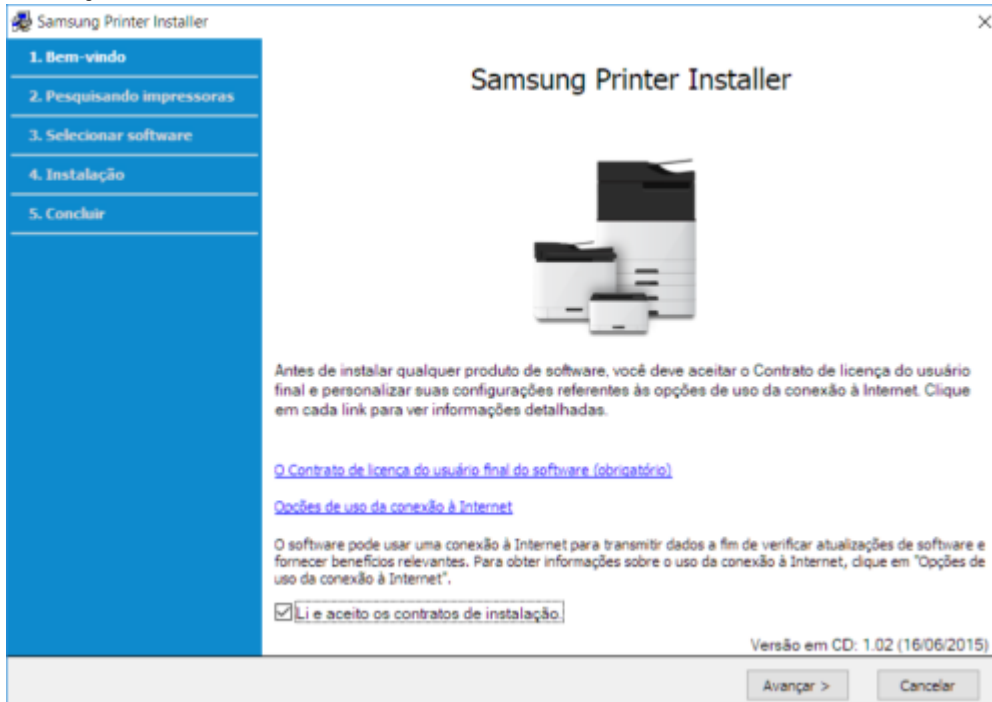 Samsung Printer Installer
1. Bem-vindo
2. Pesquisando impressoras
3. Selecionar software
4. Instalação
5. Concluir
Samsung Printer Installer
Antes de instalar qualquer produto de software, você deve aceitar o Contrato de licença do usuário
final e personalizar suas configurações referentes às opções de uso da conexão à Internet. Clique
em cada link para ver informações detalhadas.
O Contrato de licença do usuário final do software (obrigatório)
Opções de uso da conexão à Internet
O software pode usar uma conexão à Internet para transmitir dados a fim de verificar atualizações de software e
fornecer benefícios relevantes. Para obter informações sobre o uso da conexão à Internet, clique em "Opções de
uso da conexão à Internet".
Li e aceito os contratos de instalação.
Versão em CD: 1.02 (16/06/2015)
Avançar >
Cancelar